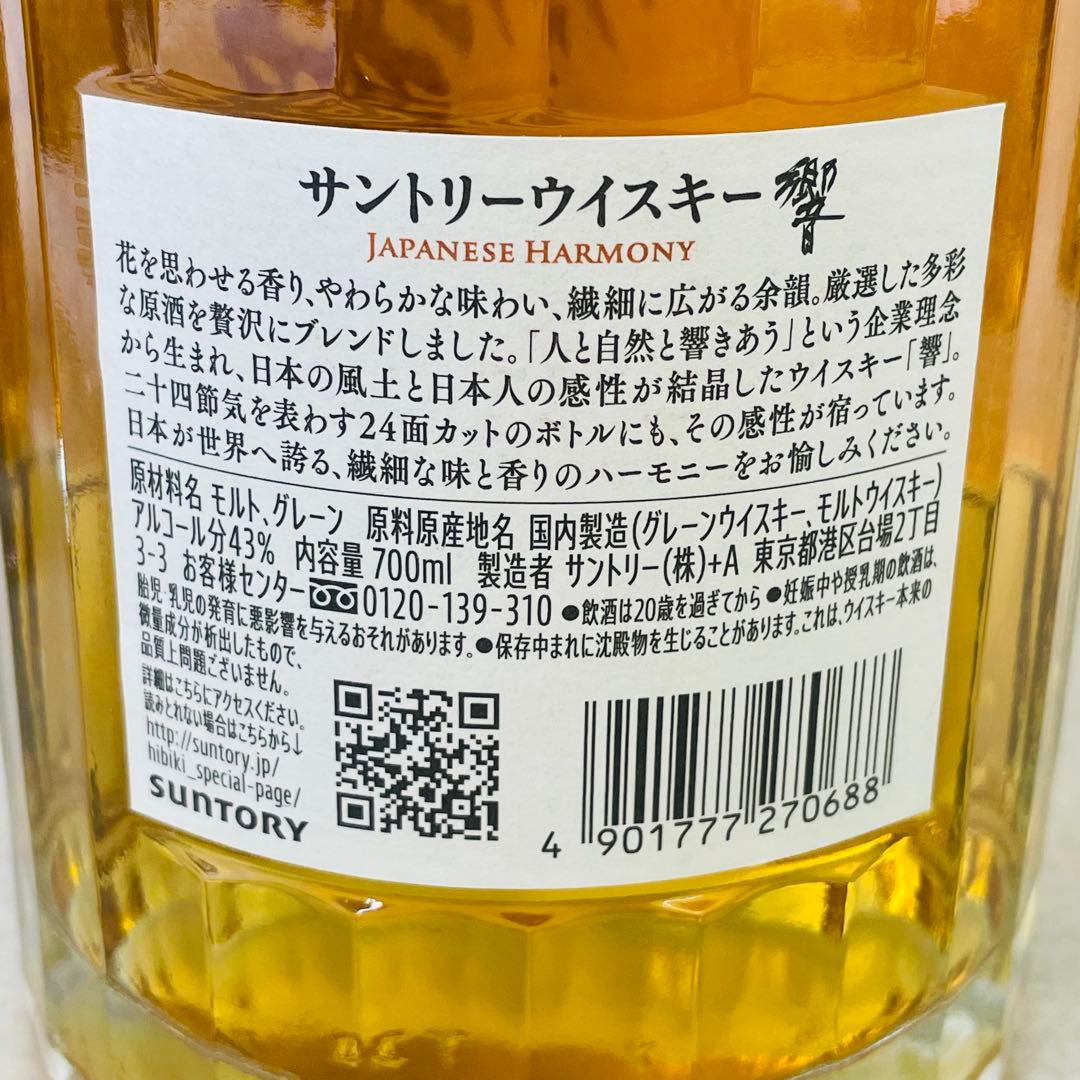 サントリーウイスキー 響
JAPANESE HARMONY
花を思わせる香り、やわらかな味わい、繊細に広がる余韻。厳選した多彩
な原酒を贅沢にブレンドしました。「人と自然と響きあう」という企業理念
から生まれ、日本の風土と日本人の感性が結晶したウイスキー「響」。
二十四節気を表わす24面カットのボトルにも、その感性が宿っています。
日本が世界へ誇る、繊細な味と香りのハーモニーをお愉しみください。
原材料名 モルト、グレーン 原料原産地名 国内製造(グレーンウイスキー、モルトウイスキー)
アルコール分43% 内容量 700ml 製造者 サントリー(株)+A 東京都港区台場2丁目
3-3 お客様センター 0120-139-310 ●飲酒は20歳を過ぎてから ●妊娠中や授乳期の飲酒は、
胎児・乳児の発育に悪影響を与えるおそれがあります。●保存中まれに沈殿物を生じることがあります。これは、ウイスキー本来の
微量成分が析出したもので、
品質上問題ございません。
詳細はこちらにアクセスください。
読みとれない場合はこちらから↓
http://suntory.jp/
hibiki_special-page/
SUNTORY
4 901777 270688